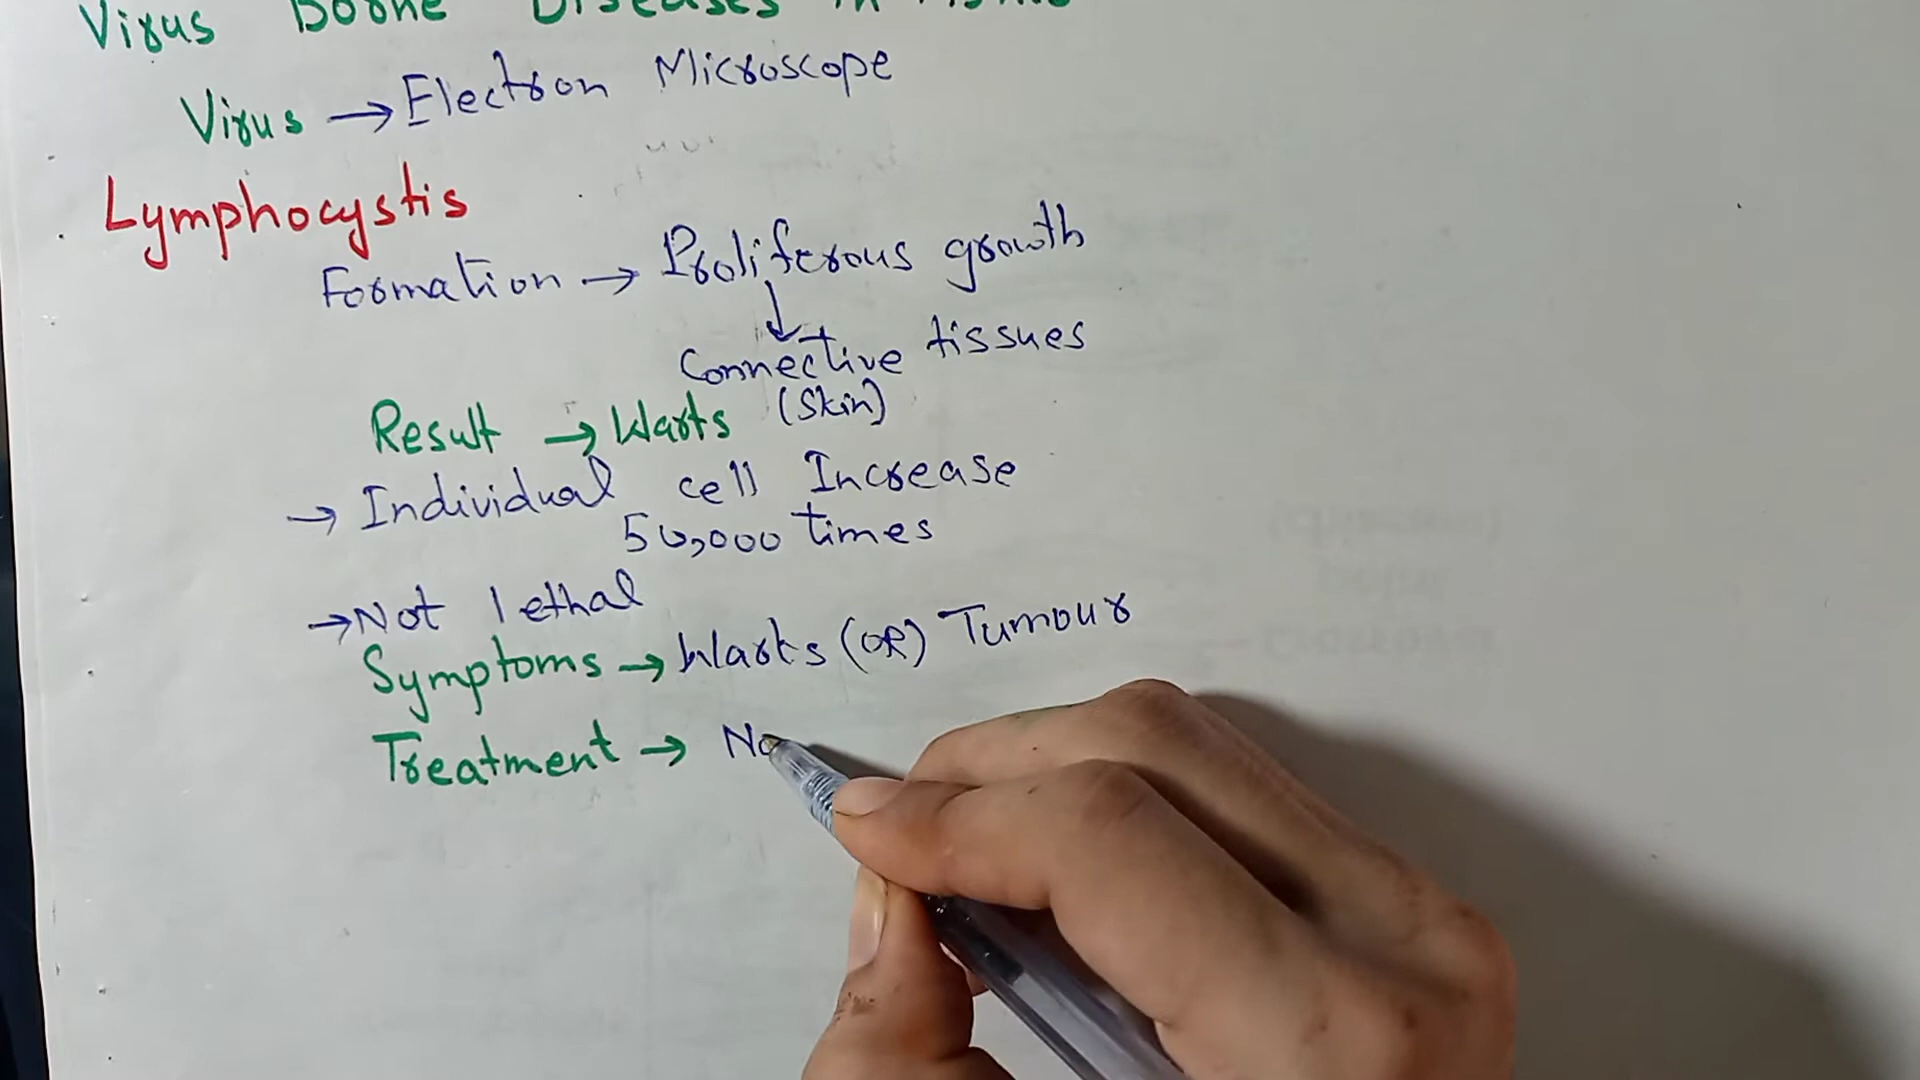 Virus Borne Diseases in
Virus → Electron Microscope
Lymphocystis
Formation → Proliferous growth
↓
Connective tissues
(Skin)
Result → Warts
→ Individual cell Increase
50,000 times
→ Not lethal
Symptoms → Warts (OR) Tumour
Treatment → No